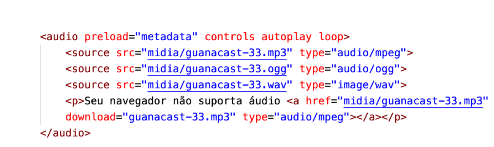 <audio preload="metadata" controls autoplay loop>
<source src="midia/guanacast-33.mp3" type="audio/mpeg">
<source src="midia/guanacast-33.ogg" type="audio/ogg">
<source src="midia/guanacast-33.wav" type="image/wav">
<p>Seu navegador não suporta áudio <a href="midia/guanacast-33.mp3"
download="guanacast-33.mp3" type="audio/mpeg"></a></p>
</audio>